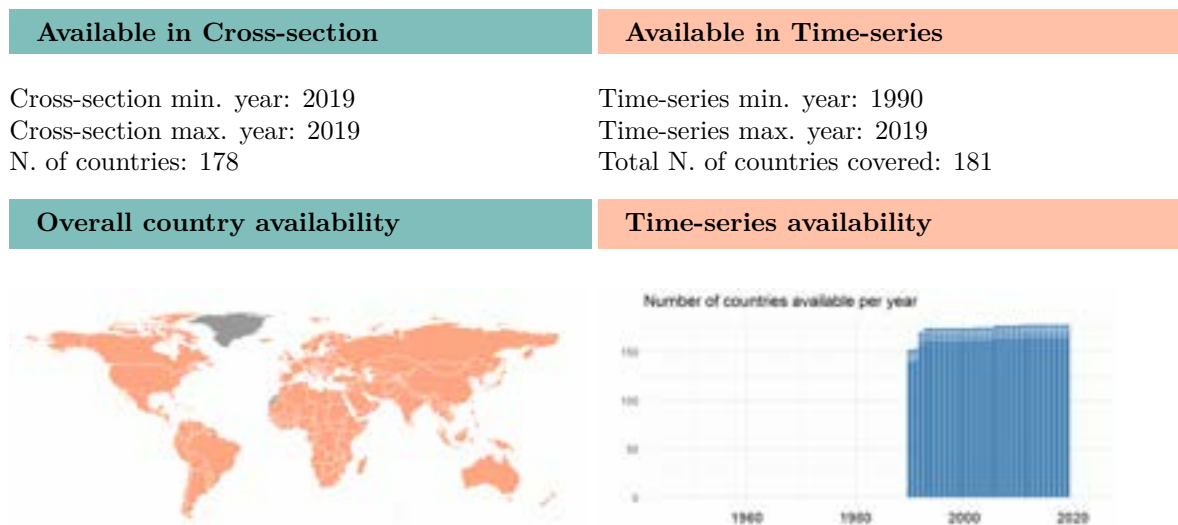 Available in Cross-section
Available in Time-series
Cross-section min. year: 2019
Cross-section max. year: 2019
N. of countries: 178
Time-series min. year: 1990
Time-series max. year: 2019
Total N. of countries covered: 181
Overall country availability
Time-series availability
Number of countries available per year
150
100
50
0
1960
1980
2000
2020